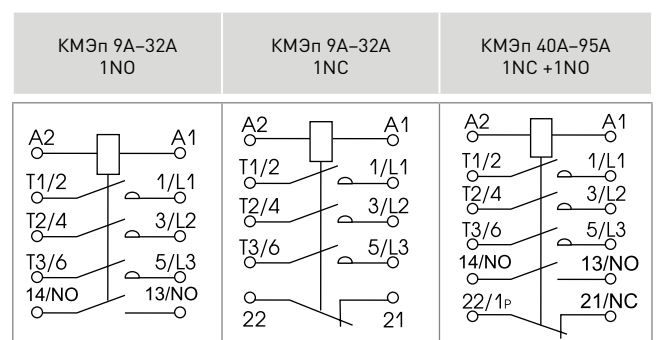 КМЭп 9А–32А
1NO
КМЭп 9А–32А
1NC
КМЭп 40А–95А
1NC +1NO
A2 A1
T1/2 1/L1
T2/4 3/L2
T3/6 5/L3
14/NO 13/NO
A2 A1
T1/2 1/L1
T2/4 3/L2
T3/6 5/L3
22 21
A2 A1
T1/2 1/L1
T2/4 3/L2
T3/6 5/L3
14/NO 13/NO
22/1P 21/NC